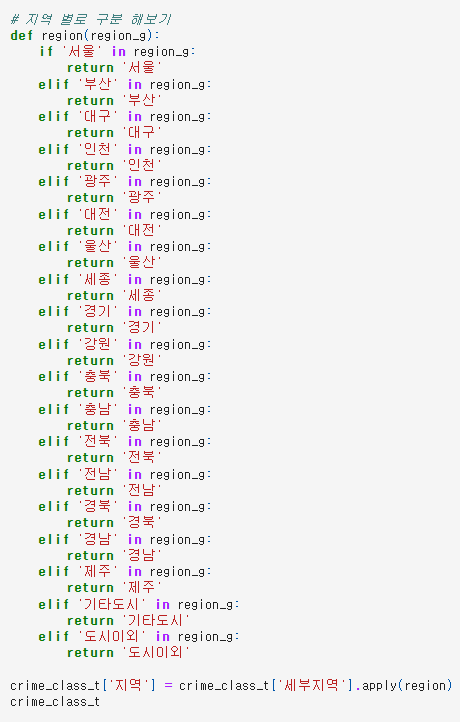 # 지역 별로 구분 해보기
def region(region_g):
    if '서울' in region_g:
        return '서울'
    elif '부산' in region_g:
        return '부산'
    elif '대구' in region_g:
        return '대구'
    elif '인천' in region_g:
        return '인천'
    elif '광주' in region_g:
        return '광주'
    elif '대전' in region_g:
        return '대전'
    elif '울산' in region_g:
        return '울산'
    elif '세종' in region_g:
        return '세종'
    elif '경기' in region_g:
        return '경기'
    elif '강원' in region_g:
        return '강원'
    elif '충북' in region_g:
        return '충북'
    elif '충남' in region_g:
        return '충남'
    elif '전북' in region_g:
        return '전북'
    elif '전남' in region_g:
        return '전남'
    elif '경북' in region_g:
        return '경북'
    elif '경남' in region_g:
        return '경남'
    elif '제주' in region_g:
        return '제주'
    elif '기타도시' in region_g:
        return '기타도시'
    elif '도시이외' in region_g:
        return '도시이외'

crime_class_t['지역'] = crime_class_t['세부지역'].apply(region)
crime_class_t